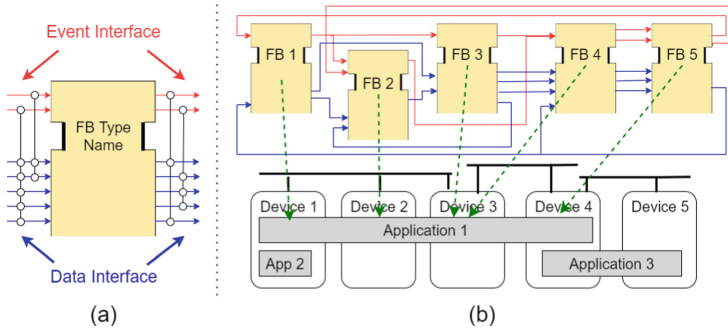 Event Interface
FB Type
Name
Data Interface
(a)
FB 1
FB 2
FB 3
FB 4
FB 5
Device 1
Device 2
Device 3
Device 4
Device 5
Application 1
App 2
Application 3
(b)